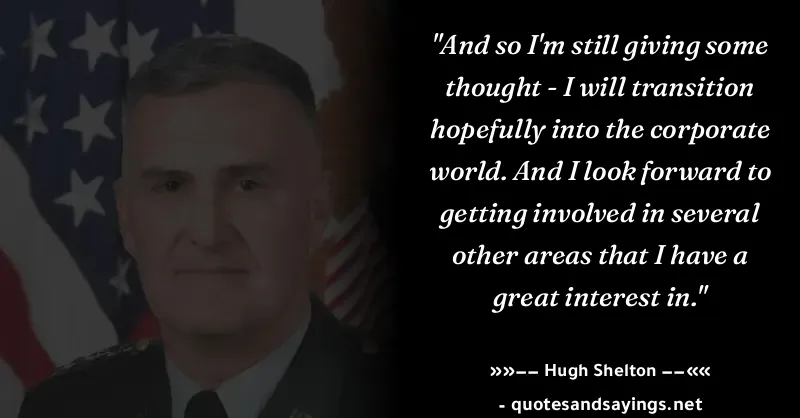 "And so I'm still giving some
thought - I will transition
hopefully into the corporate
world. And I look forward to
getting involved in several
other areas that I have a
great interest in."
»»−− Hugh Shelton −−««
- quotesandsayings.net